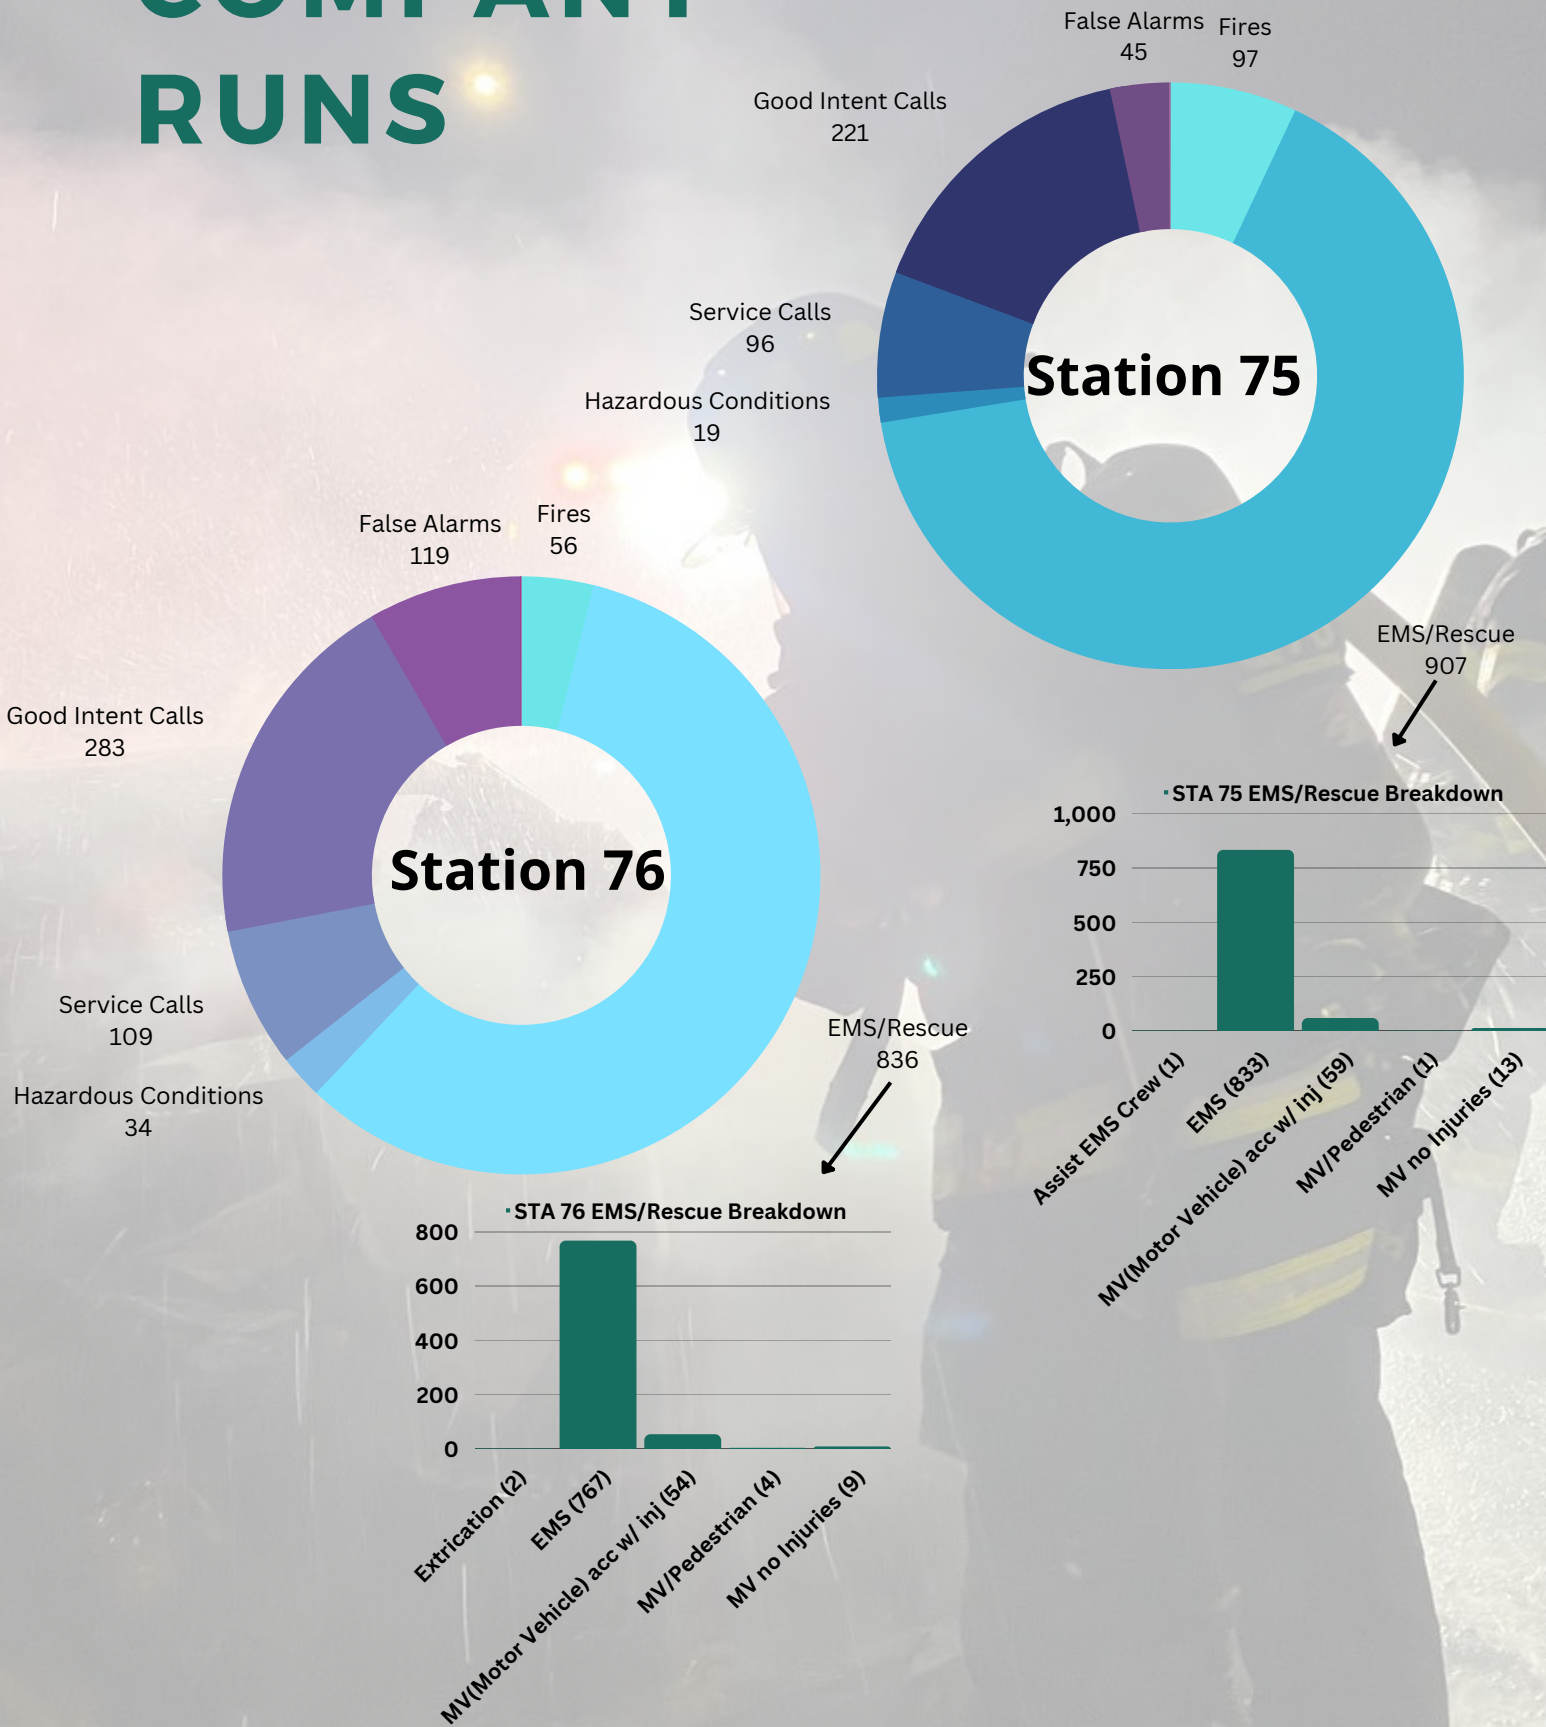 COMPANY
RUNS
False Alarms
45
Fires
97
Good Intent Calls
221
Service Calls
96
Hazardous Conditions
19
Station 75
EMS/Rescue
907
False Alarms
119
Fires
56
Good Intent Calls
283
Service Calls
109
Hazardous Conditions
34
Station 76
EMS/Rescue
836
STA 75 EMS/Rescue Breakdown
1,000
750
500
250
0
Assist EMS Crew (1)
EMS (833)
MV(Motor Vehicle) acc w/ inj (59)
MV/Pedestrian (1)
MV no Injuries (13)
STA 76 EMS/Rescue Breakdown
800
600
400
200
0
Extrication (2)
EMS (767)
MV(Motor Vehicle) acc w/ inj (54)
MV/Pedestrian (4)
MV no Injuries (9)